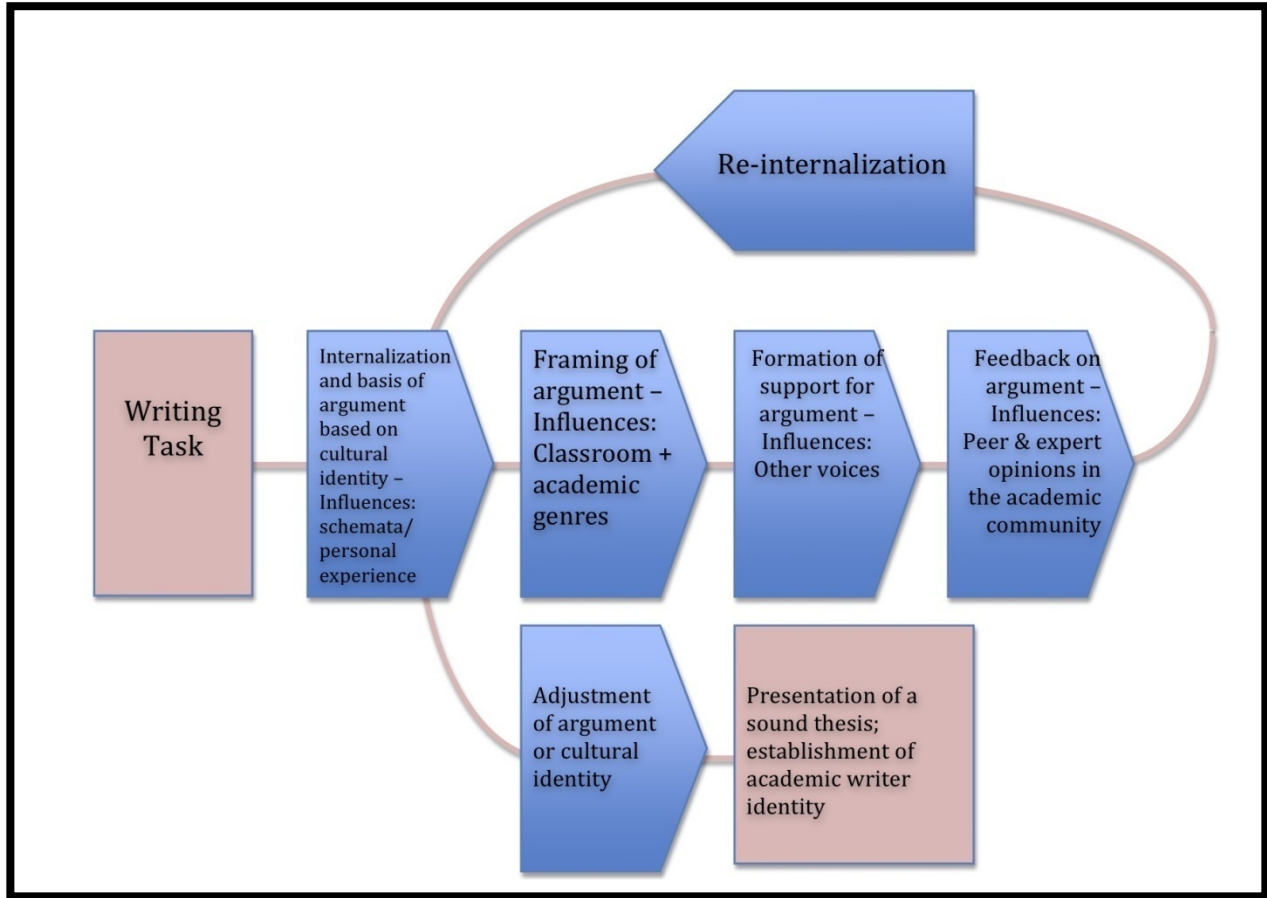 Re-internalization
Writing
Task
Internalization
and basis of
argument
based on
cultural
identity –
Influences:
schemata/
personal
experience
Framing of
argument –
Influences:
Classroom +
academic
genres
Formation of
support for
argument –
Influences:
Other voices
Feedback on
argument –
Influences:
Peer & expert
opinions in
the academic
community
Adjustment
of argument
or cultural
identity
Presentation of a
sound thesis;
establishment of
academic writer
identity